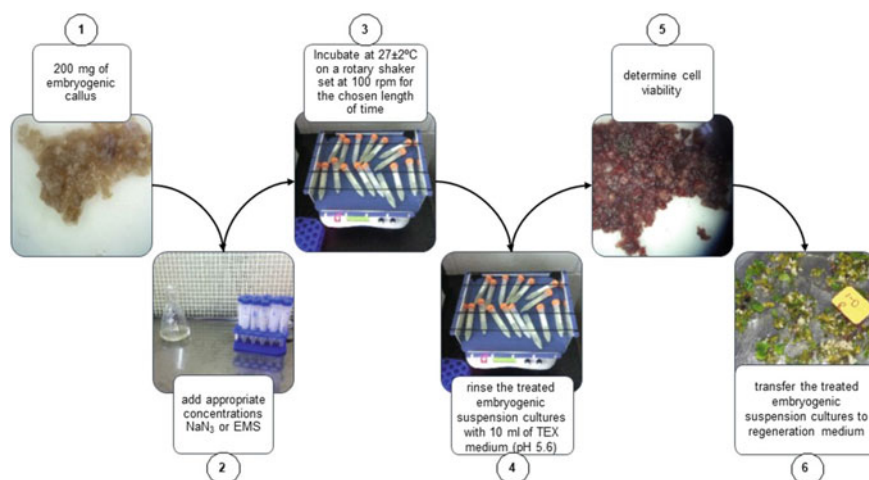 1
200 mg of
embryogenic
callus
add appropriate
concentrations
NaN₃ or EMS
2
3
Incubate at 27±2ºC
on a rotary shaker
set at 100 rpm for
the chosen length
of time
rinse the treated
embryogenic
suspension cultures
with 10 ml of TEX
medium (pH 5.6)
4
5
determine cell
viability
transfer the treated
embryogenic
suspension cultures to
regeneration medium
6